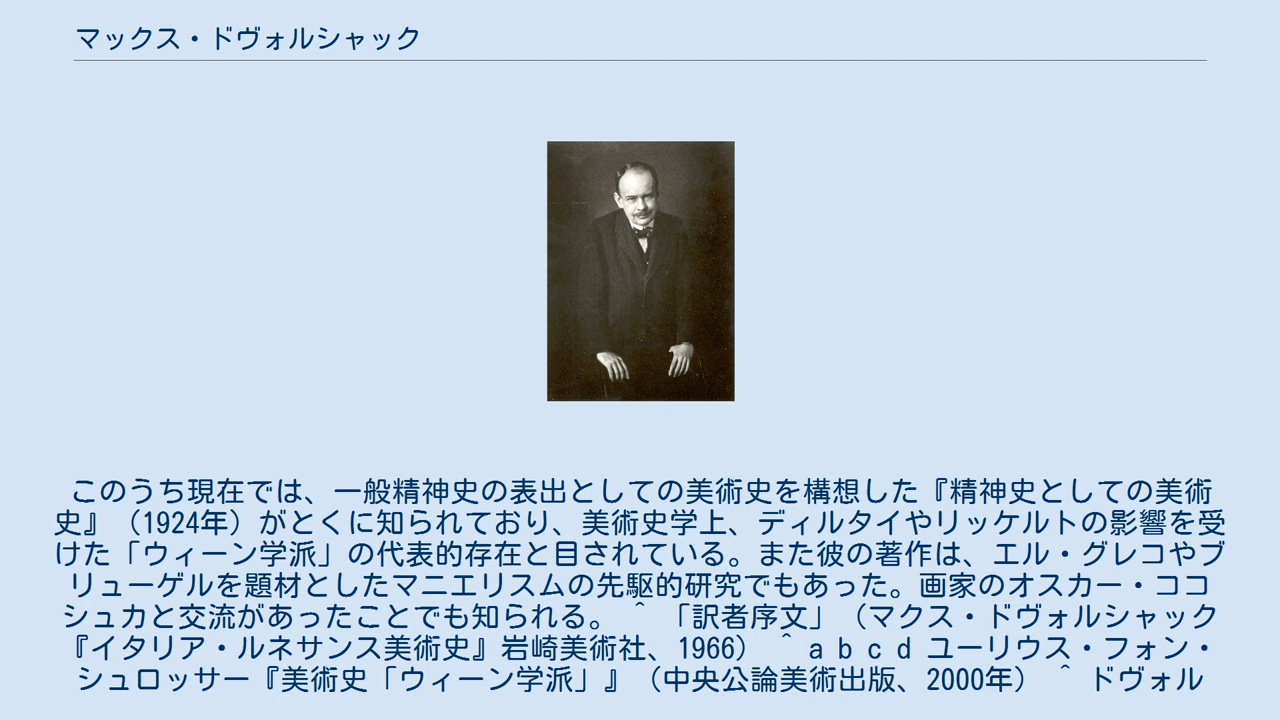 マックス・ドヴォルシャック
このうち現在では、一般精神史の表出としての美術史を構想した『精神史としての美術
史』（1924年）がとくに知られており、美術史学上、ディルタイやリッケルトの影響を受
けた「ウィーン学派」の代表的存在と目されている。また彼の著作は、エル・グレコやブ
リューゲルを題材としたマニエリスムの先駆的研究でもあった。画家のオスカー・ココ
シュカと交流があったことでも知られる。 ^ 「訳者序文」（マクス・ドヴォルシャック
『イタリア・ルネサンス美術史』岩崎美術社、1966） ^ a b c d ユーリウス・フォン・
シュロッサー『美術史「ウィーン学派」』（中央公論美術出版、2000年） ^ ドヴォル